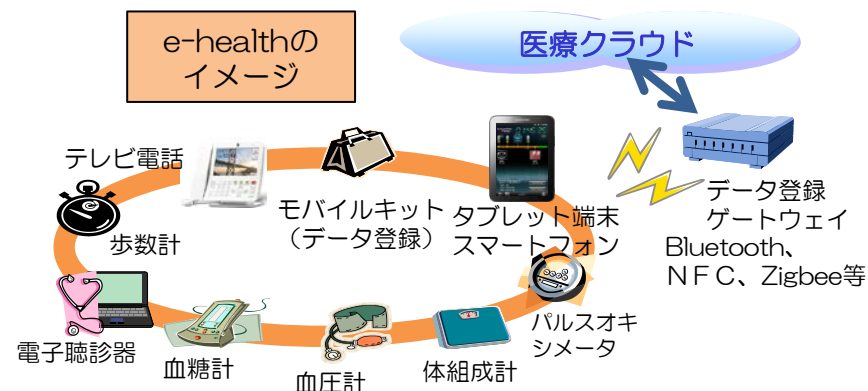 e-healthの
イメージ
医療クラウド
テレビ電話
モバイルキット
（データ登録）
タブレット端末
スマートフォン
データ登録
ゲートウェイ
Bluetooth、
ＮＦＣ、Zigbee等
歩数計
電子聴診器
血糖計
血圧計
体組成計
パルスオキ
シメータ